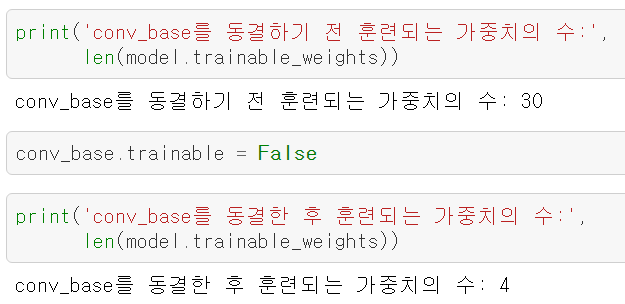 print('conv_base를 동결하기 전 훈련되는 가중치의 수:',
len(model.trainable_weights))
conv_base를 동결하기 전 훈련되는 가중치의 수: 30
conv_base.trainable = False
print('conv_base를 동결한 후 훈련되는 가중치의 수:',
len(model.trainable_weights))
conv_base를 동결한 후 훈련되는 가중치의 수: 4